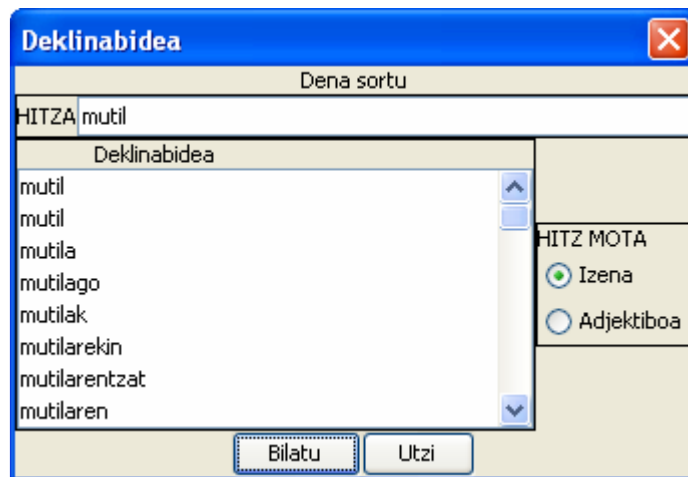 Deklinabidea
Dena sortu
HITZA mutil
Deklinabidea
mutil
mutil
mutila
mutilago
mutilak
mutilarekin
mutilarentzat
mutilaren
HITZ MOTA
Izena
Adjektiboa
Bilatu Utzi